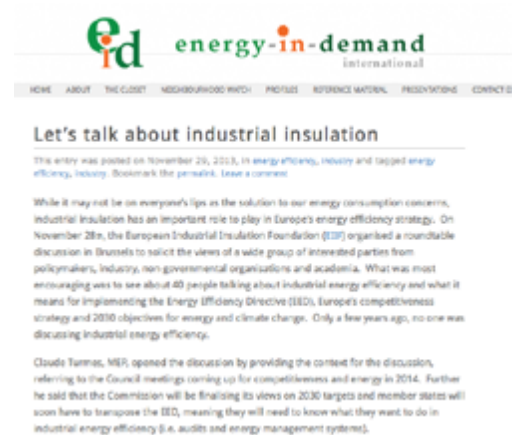 eid energy-in-demand
international
HOME ABOUT THE CLOSET NEIGHBOURHOOD WATCH PROFILES REFERENCE MATERIAL PRESENTATIONS CONTACT
Let's talk about industrial insulation
This entry was posted on November 29, 2013, in energy efficiency, industry and tagged energy
efficiency, industry. Bookmark the permalink. Leave a comment
While it may not be on everyone's lips as the solution to our energy consumption concerns,
industrial insulation has an important role to play in Europe's energy efficiency strategy. On
November 28th, the European Industrial Insulation Foundation (EIIF) organised a roundtable
discussion in Brussels to solicit the views of a wide group of interested parties from
policymakers, industry, non governmental organisations and academia. What was most
encouraging was to see about 40 people talking about industrial energy efficiency and what it
means for implementing the Energy Efficiency Directive (EED), Europe's competitiveness
strategy and 2030 objectives for energy and climate change. Only a few years ago, no one was
discussing industrial energy efficiency.
Claude Turmes, MEP, opened the discussion by providing the context for the discussion,
referring to the Council meetings coming up for competitiveness and energy in 2014. Further
he said that the Commission will be finalising its views on 2030 targets and member states will
soon have to transpose the EED, meaning they will need to know what they want to do in
industrial energy efficiency (i.e. audits and energy management systems).